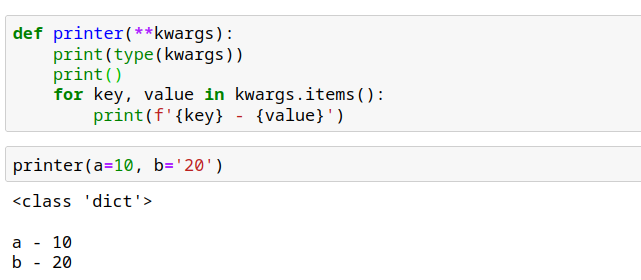 def printer(**kwargs):
    print(type(kwargs))
    print()
    for key, value in kwargs.items():
        print(f'{key} - {value}')
printer(a=10, b='20')
<class 'dict'>

a - 10
b - 20